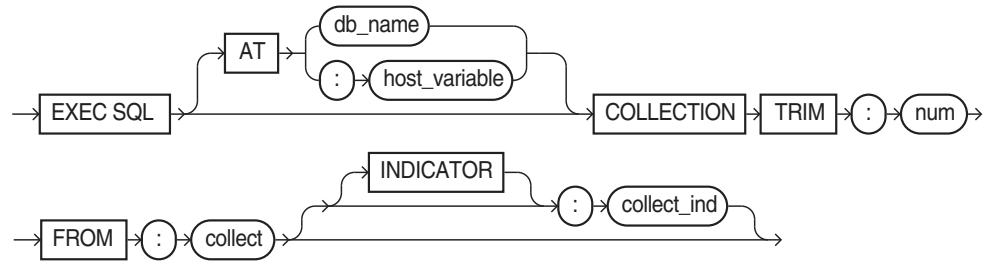 db_name
AT
: host_variable
EXEC SQL COLLECTION TRIM : num
INDICATOR
FROM : collect : collect_ind